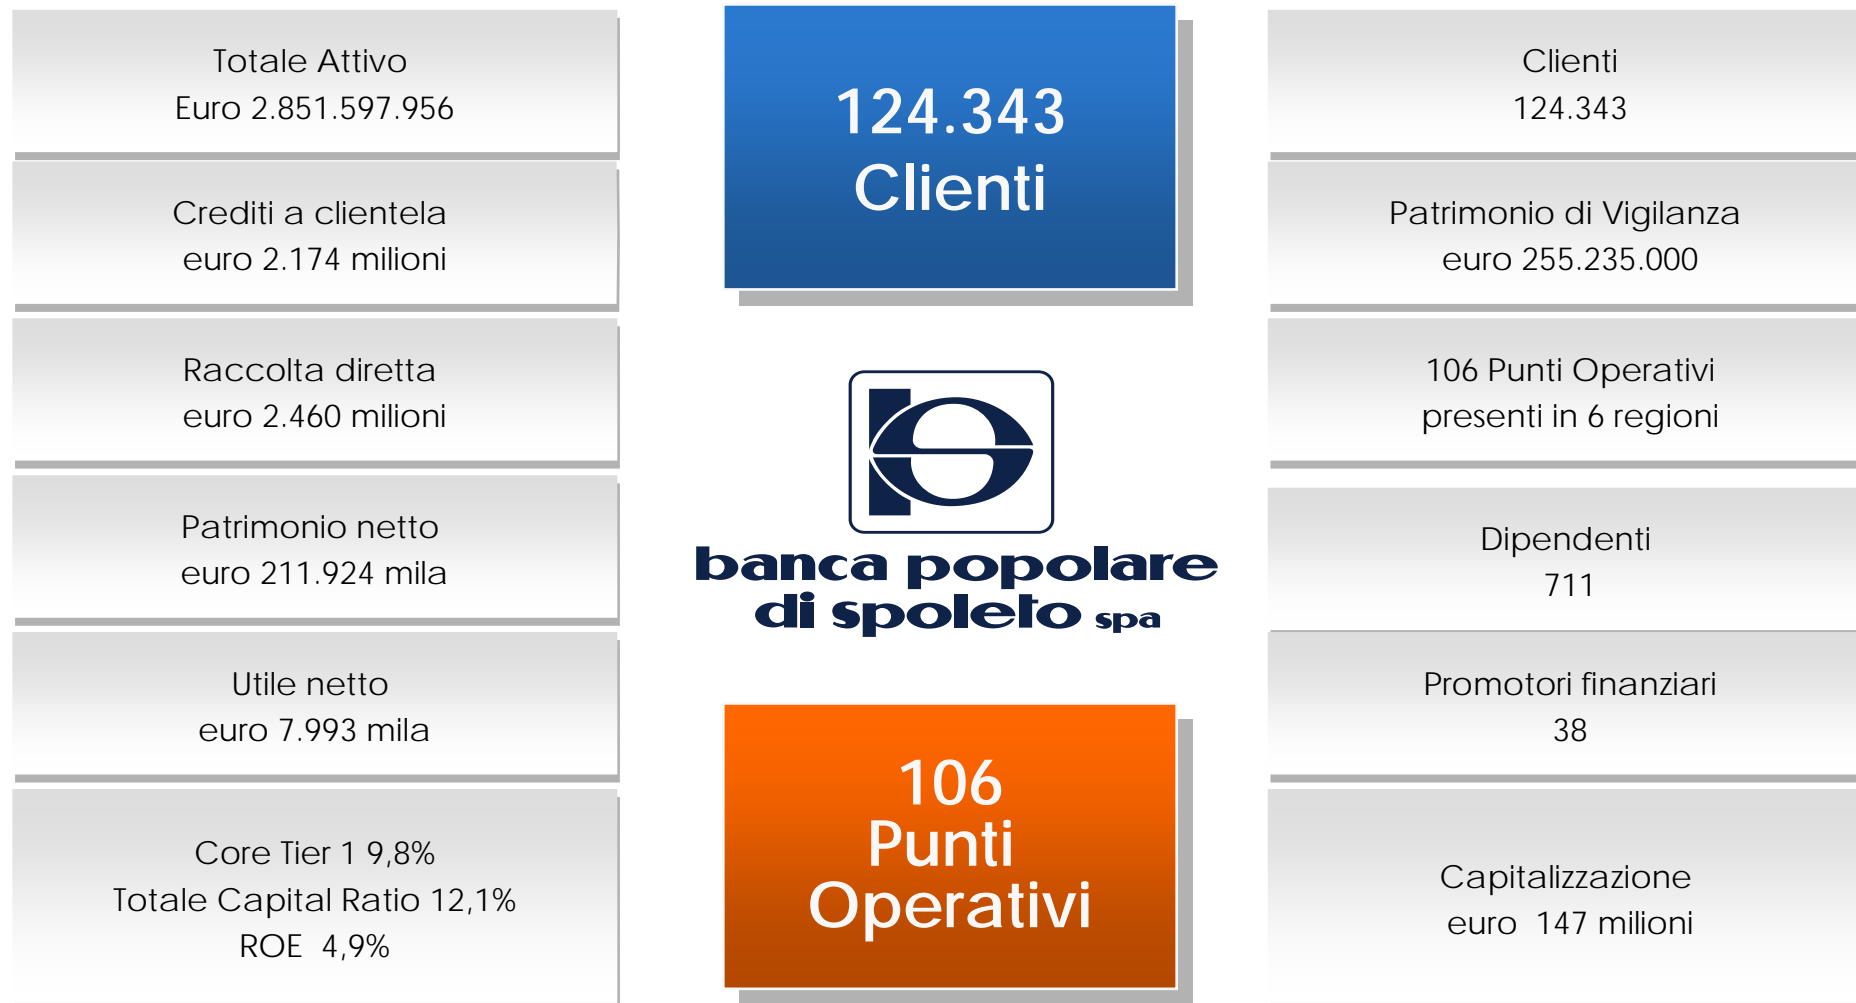 Totale Attivo
Euro 2.851.597.956
Crediti a clientela
euro 2.174 milioni
Raccolta diretta
euro 2.460 milioni
Patrimonio netto
euro 211.924 mila
Utile netto
euro 7.993 mila
Core Tier 1 9,8%
Totale Capital Ratio 12,1%
ROE 4,9%
124.343
Clienti
banca popolare
di spoleto spa
106
Punti
Operativi
Clienti
124.343
Patrimonio di Vigilanza
euro 255.235.000
106 Punti Operativi
presenti in 6 regioni
Dipendenti
711
Promotori finanziari
38
Capitalizzazione
euro 147 milioni